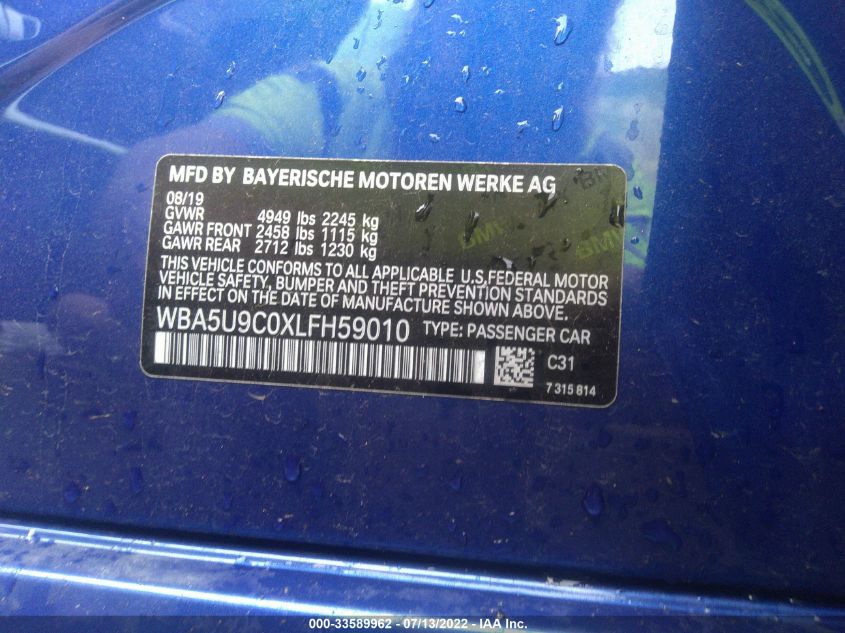 MFD BY BAYERISCHE MOTOREN WERKE AG
08/19
GVWR 4949 lbs 2245 kg
GAWR FRONT 2458 lbs 1115 kg
GAWR REAR 2712 lbs 1230 kg
THIS VEHICLE CONFORMS TO ALL APPLICABLE U.S.FEDERAL MOTOR
VEHICLE SAFETY, BUMPER AND THEFT PREVENTION STANDARDS
IN EFFECT ON THE DATE OF MANUFACTURE SHOWN ABOVE.
WBA5U9C0XLFH59010 TYPE: PASSENGER CAR
C31
7 315 814
000-33589962 - 07/13/2022 - IAA Inc.